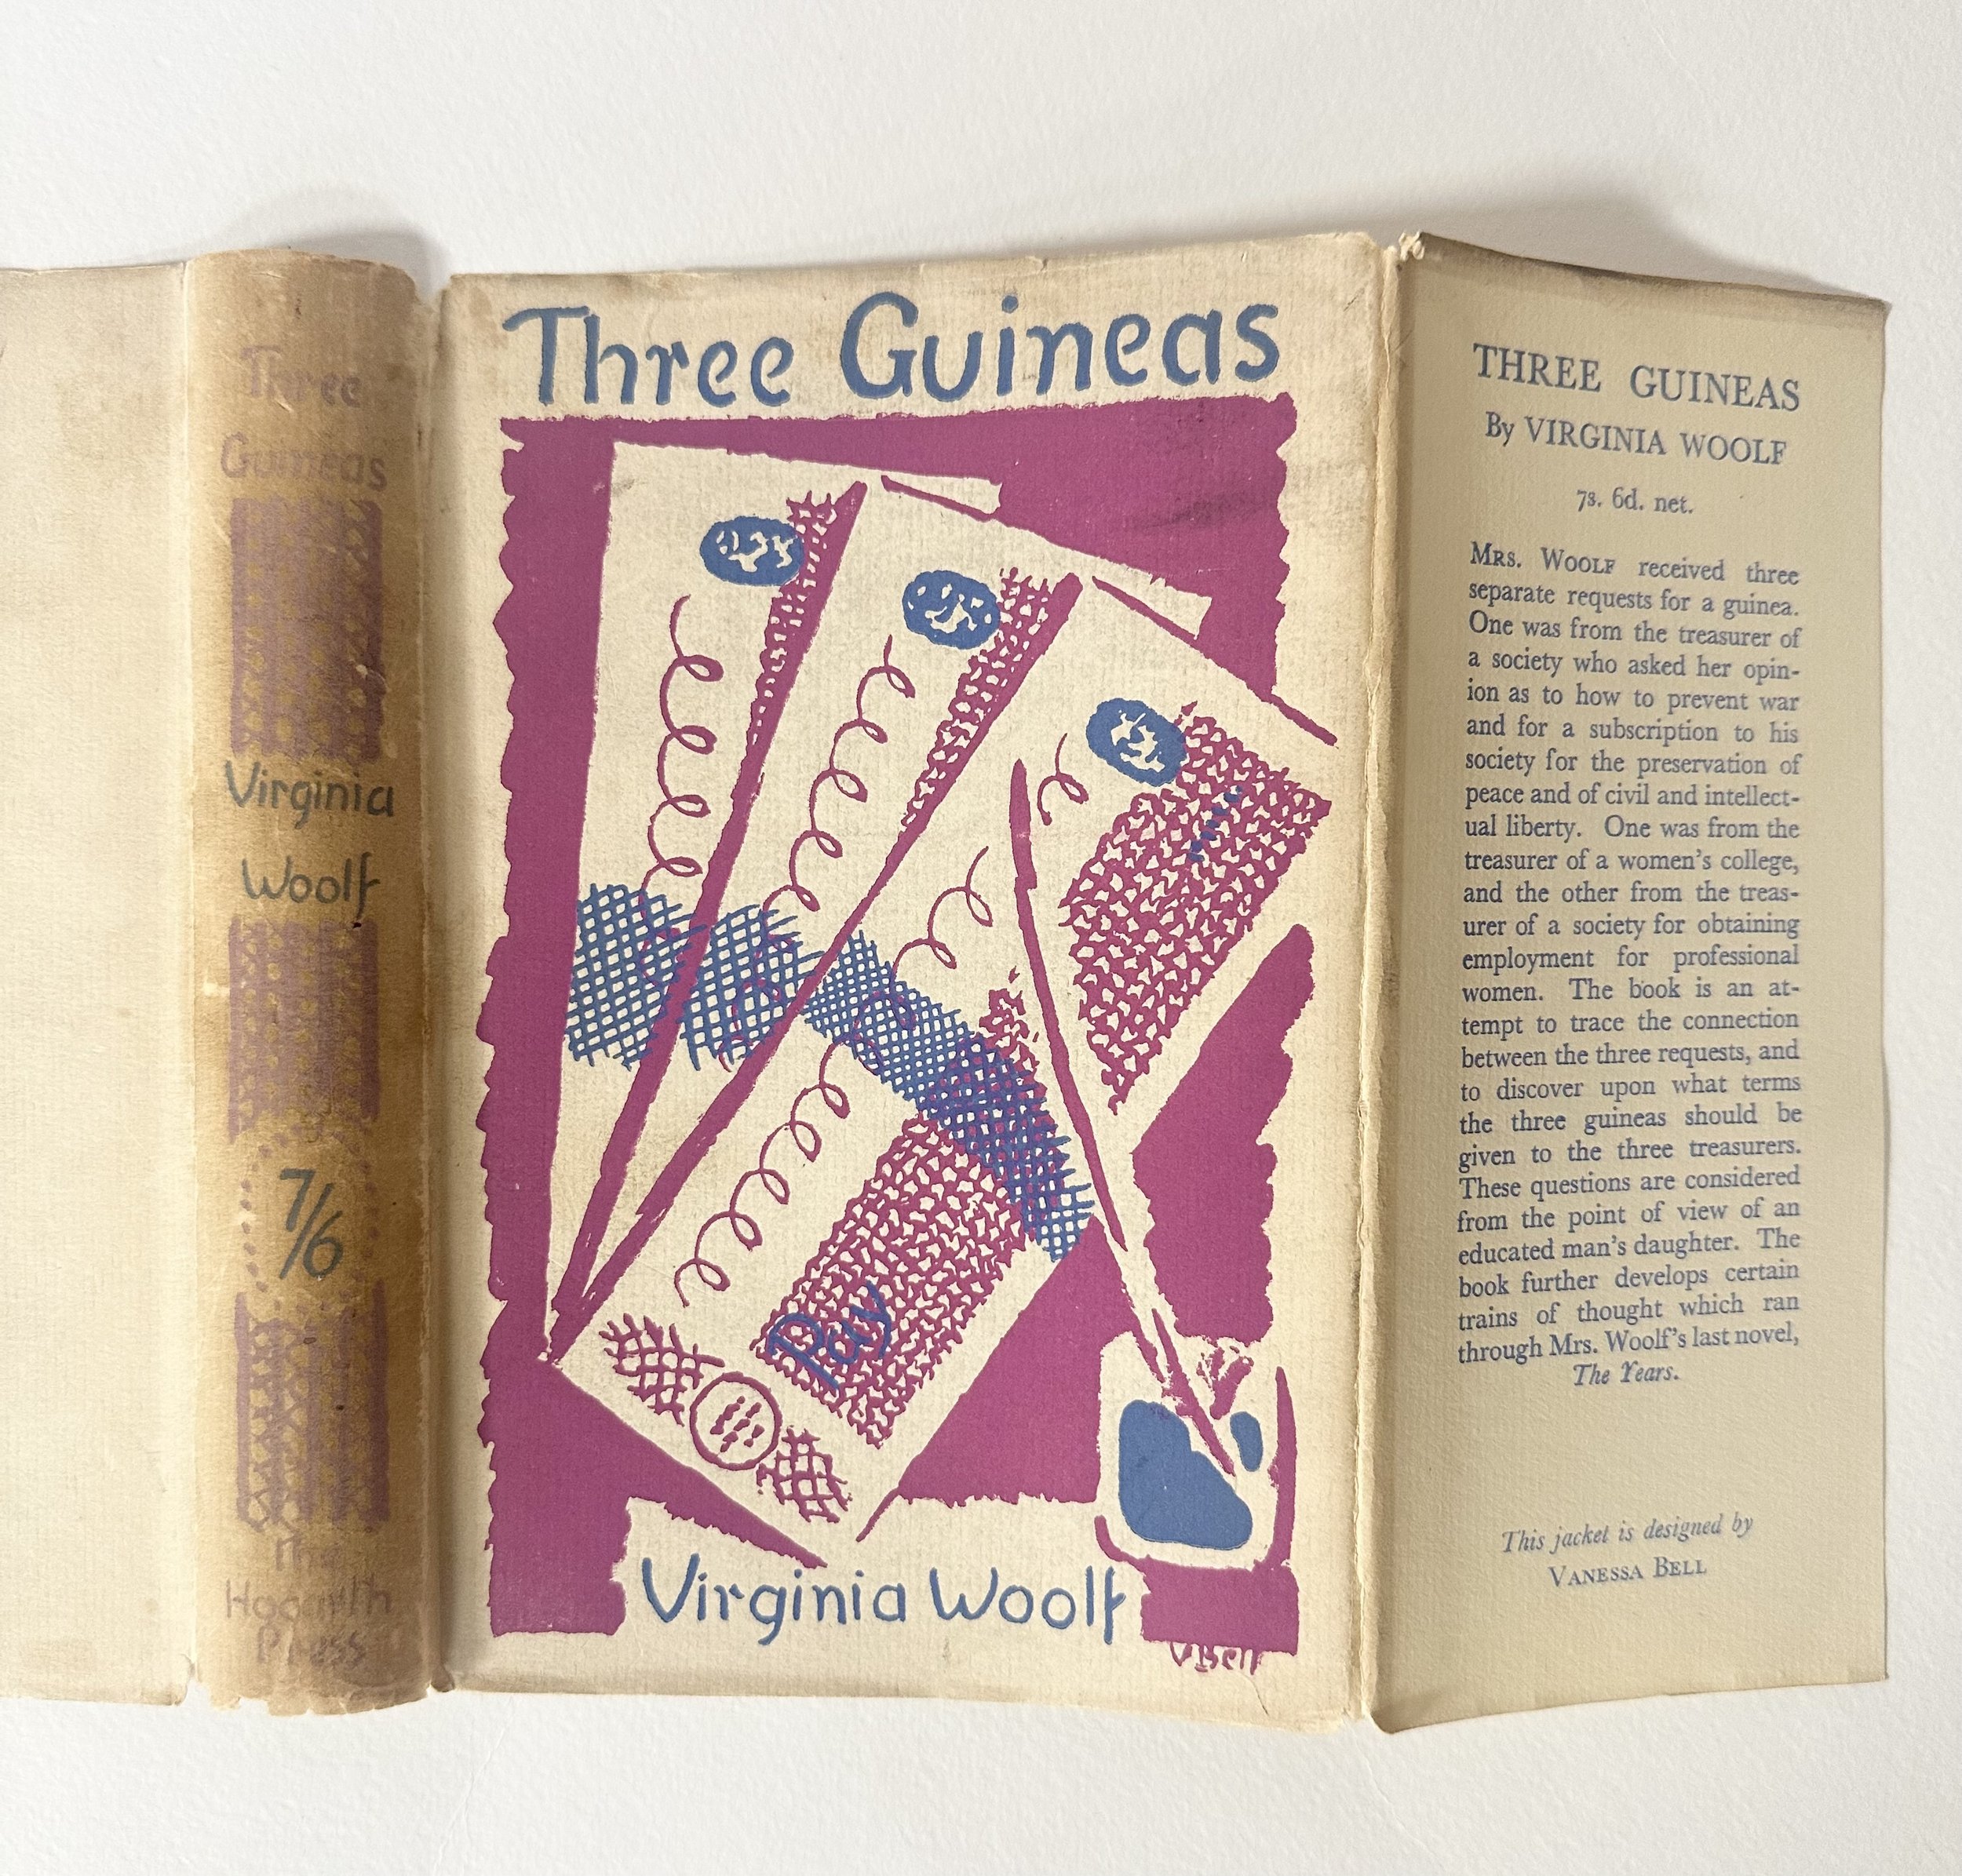 Three
Guineas
Virginia
Woolf
7/6
The
Hogarth
Press
Three Guineas
Pay
Virginia Woolf
VBell
THREE GUINEAS
By VIRGINIA WOOLF
7s. 6d. net.
MRS. WOOLF received three
separate requests for a guinea.
One was from the treasurer of
a society who asked her opin-
ion as to how to prevent war
and for a subscription to his
society for the preservation of
peace and of civil and intellect-
ual liberty. One was from the
treasurer of a women's college,
and the other from the treas-
urer of a society for obtaining
employment for professional
women. The book is an at-
tempt to trace the connection
between the three requests, and
to discover upon what terms
the three guineas should be
given to the three treasurers.
These questions are considered
from the point of view of an
educated man's daughter. The
book further develops certain
trains of thought which ran
through Mrs. Woolf's last novel,
The Years.
This jacket is designed by
VANESSA BELL